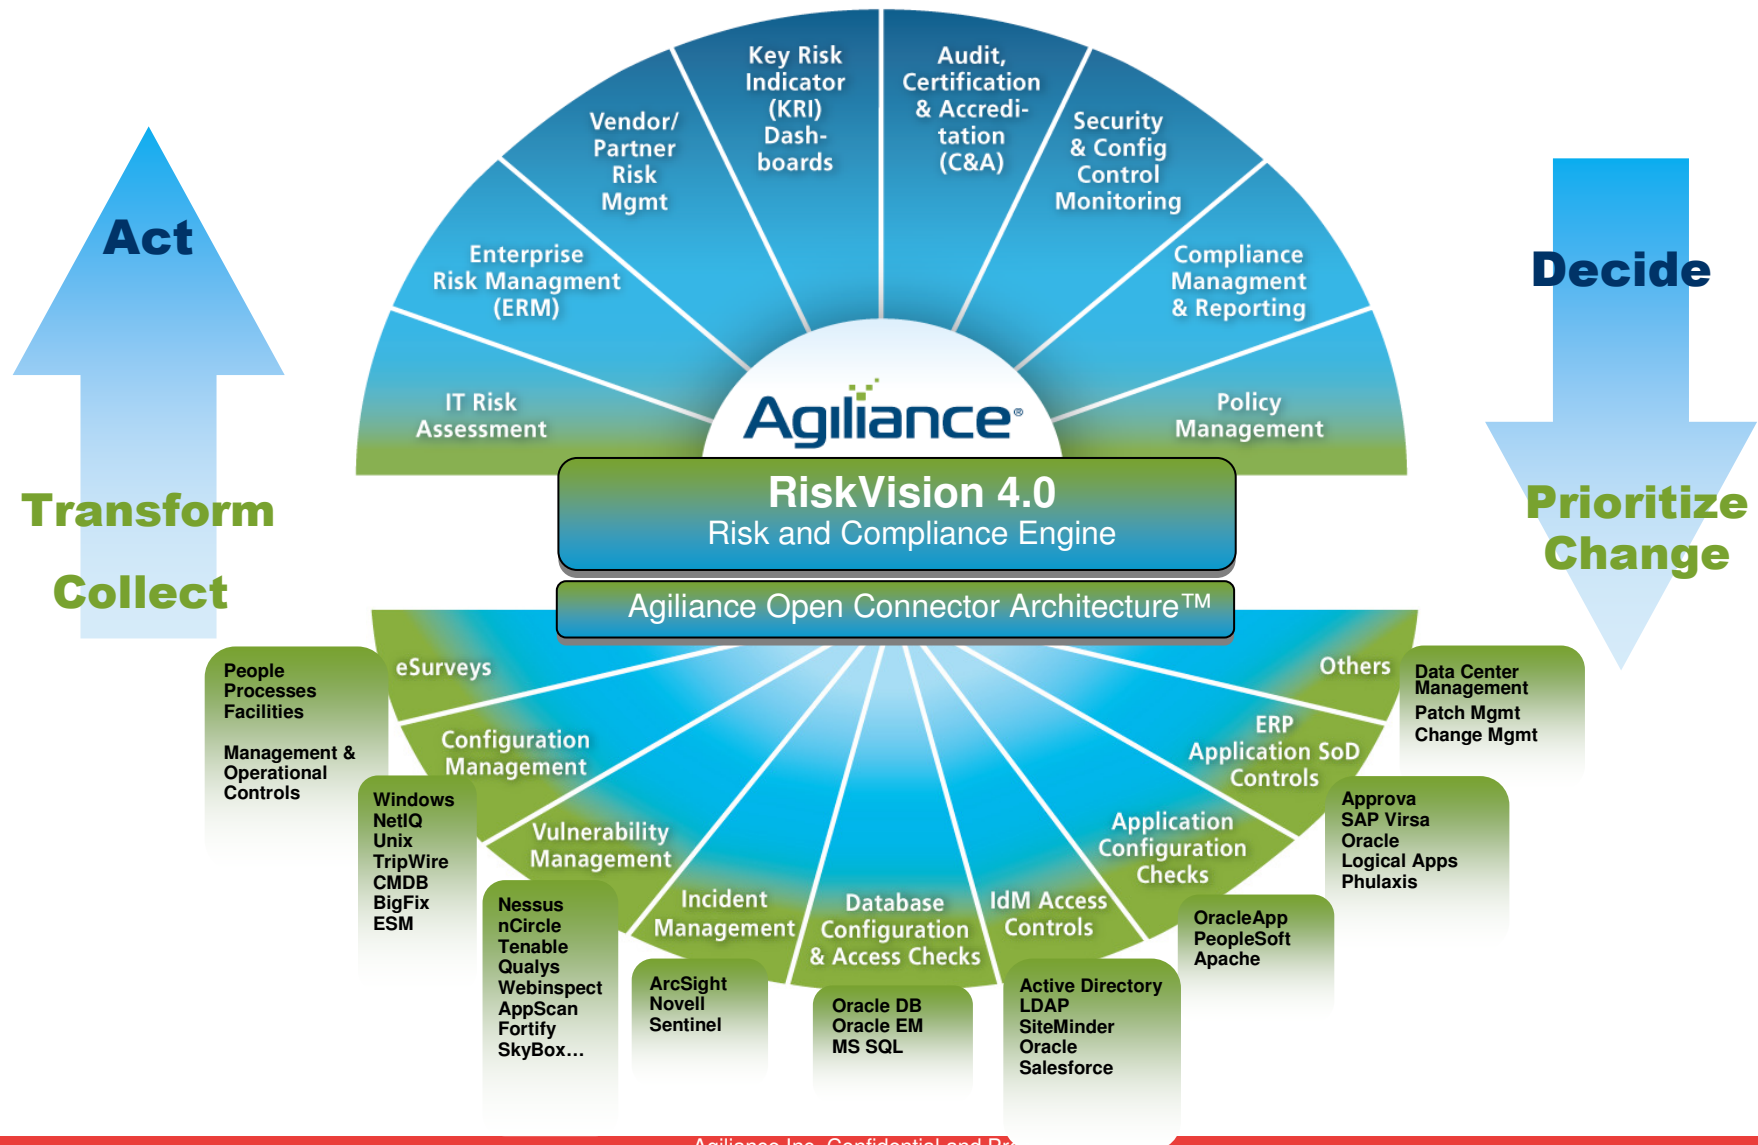 Key Risk
Indicator
(KRI)
Dash-
boards
Audit,
Certification
& Accredi-
tation
(C&A)
Vendor/
Partner
Risk
Mgmt
Security
& Config
Control
Monitoring
Enterprise
Risk Managment
(ERM)
Compliance
Managment
& Reporting
IT Risk
Assessment
Policy
Management
Act
Transform
Collect
Decide
Prioritize
Change
Agiliance®
RiskVision 4.0
Risk and Compliance Engine
Agiliance Open Connector Architecture™
eSurveys
People
Processes
Facilities
Management &
Operational
Controls
Configuration
Management
Windows
NetIQ
Unix
TripWire
CMDB
BigFix
ESM
Vulnerability
Management
Nessus
nCircle
Tenable
Qualys
Webinspect
AppScan
Fortify
SkyBox…
Incident
Management
ArcSight
Novell
Sentinel
Database
Configuration
& Access Checks
Oracle DB
Oracle EM
MS SQL
IdM Access
Controls
Active Directory
LDAP
SiteMinder
Oracle
Salesforce
Application
Configuration
Checks
OracleApp
PeopleSoft
Apache
ERP
Application SoD
Controls
Approva
SAP Virsa
Oracle
Logical Apps
Phulaxis
Others
Data Center
Management
Patch Mgmt
Change Mgmt
Agiliance Inc. Confidential and